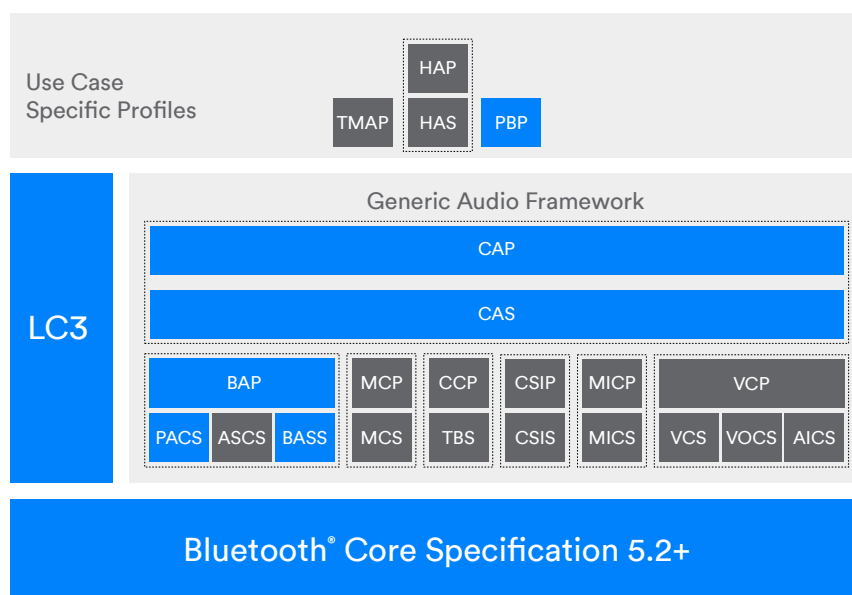 Use Case
Specific Profiles
HAP
TMAP
HAS
PBP
LC3
Generic Audio Framework
CAP
CAS
BAP
MCP
CCP
CSIP
MICP
VCP
PACS
ASCS
BASS
MCS
TBS
CSIS
MICS
VCS
VOCS
AICS
Bluetooth® Core Specification 5.2+